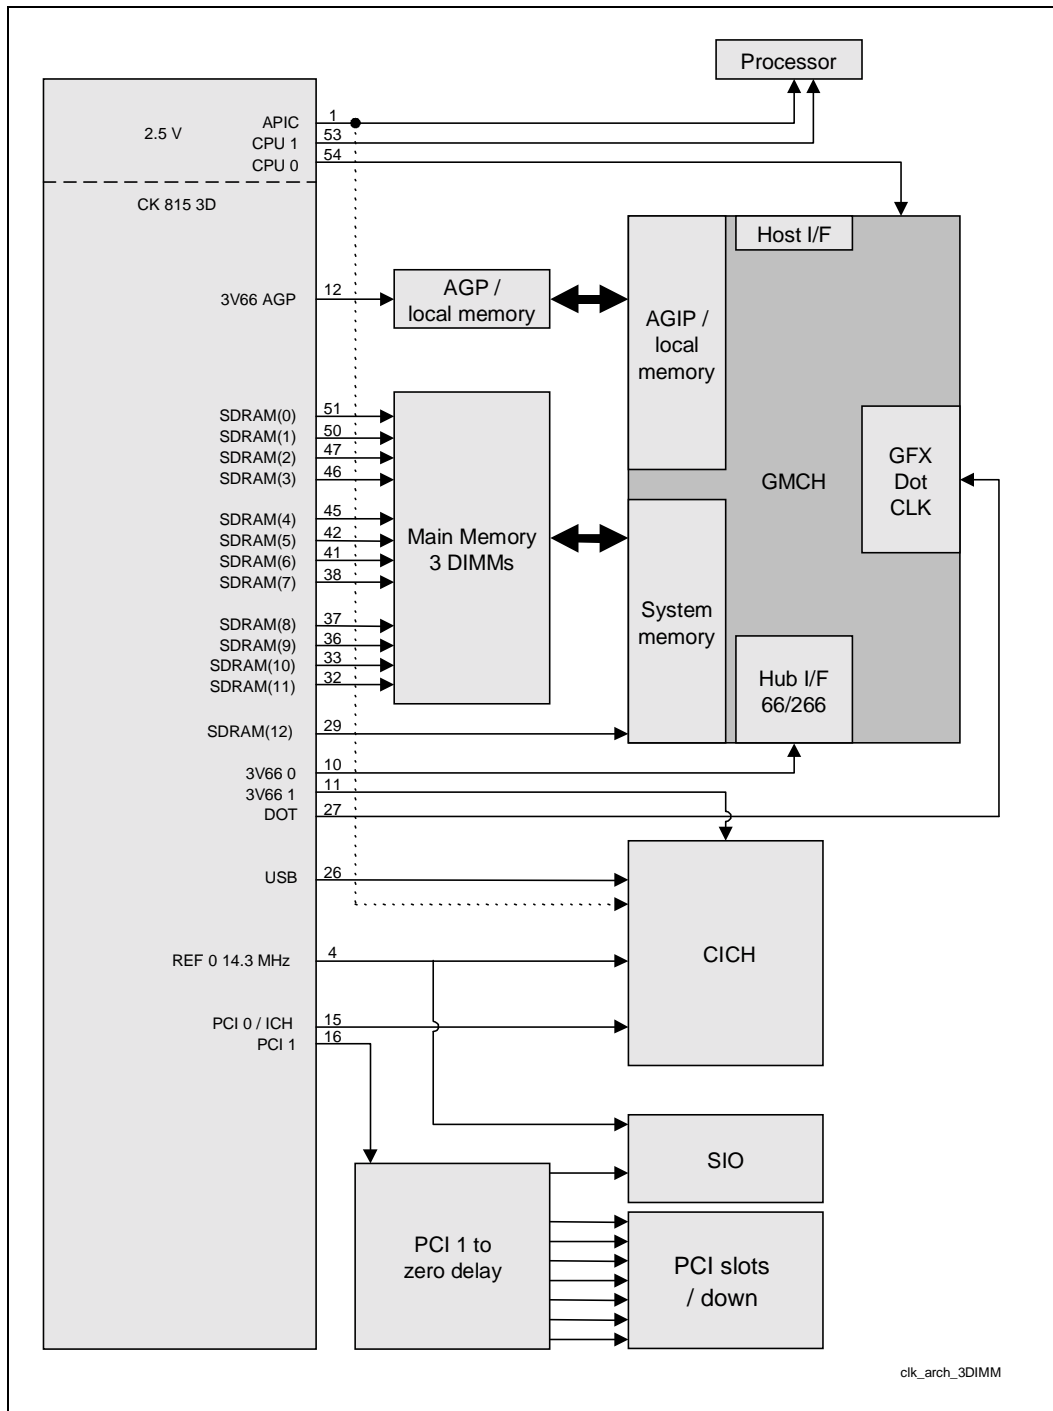 Processor
2.5 V
APIC 1
CPU 1 53
CPU 0 54
CK 815 3D
Host I/F
3V66 AGP 12
AGP /
local memory
AGIP /
local
memory
SDRAM(0) 51
SDRAM(1) 50
SDRAM(2) 47
SDRAM(3) 46
SDRAM(4) 45
SDRAM(5) 42
SDRAM(6) 41
SDRAM(7) 38
SDRAM(8) 37
SDRAM(9) 36
SDRAM(10) 33
SDRAM(11) 32
Main Memory
3 DIMMs
GMCH
GFX
Dot
CLK
System
memory
Hub I/F
66/266
SDRAM(12) 29
3V66 0 10
3V66 1 11
DOT 27
USB 26
CICH
REF 0 14.3 MHz 4
PCI 0 / ICH 15
PCI 1 16
SIO
PCI 1 to
zero delay
PCI slots
/ down
clk_arch_3DIMM